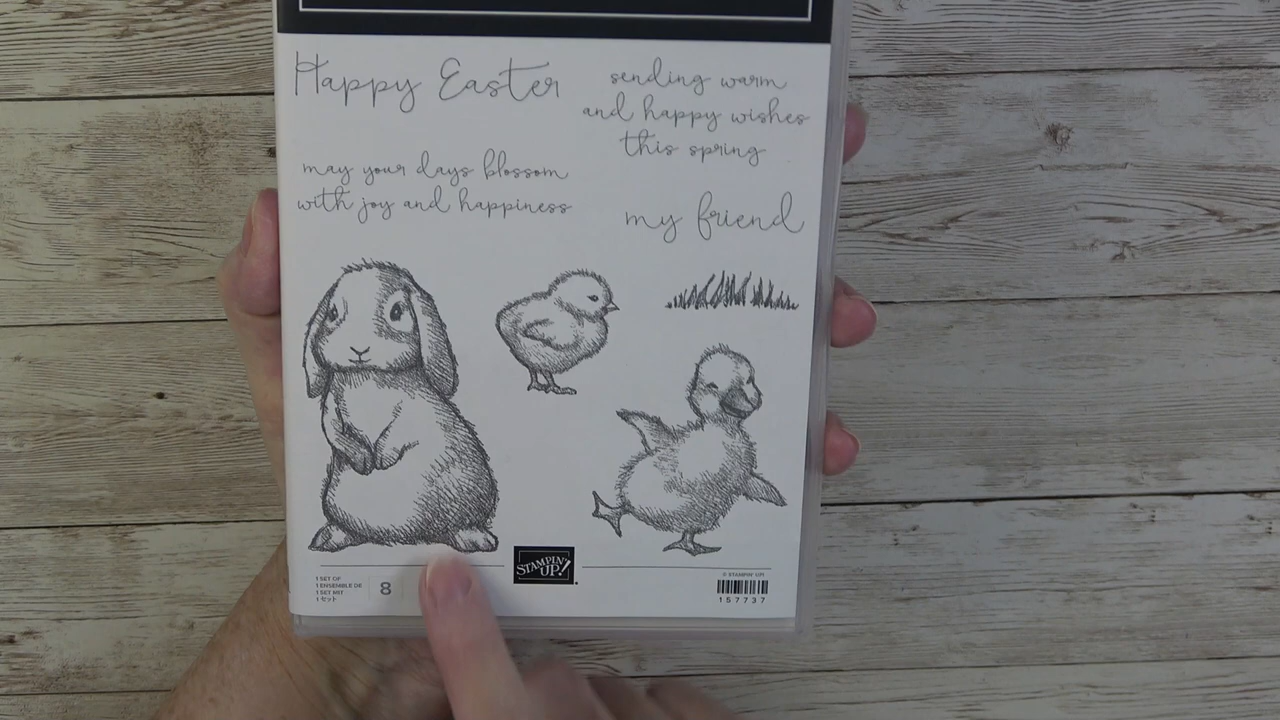 Happy Easter
sending warm
and happy wishes
this spring
may your days blossom
with joy and happiness
my friend
1 SET OF
1 ENSEMBLE DE
1 SET MIT
1 セット
8
STAMPIN'
UP!
© STAMPIN' UP!
157737